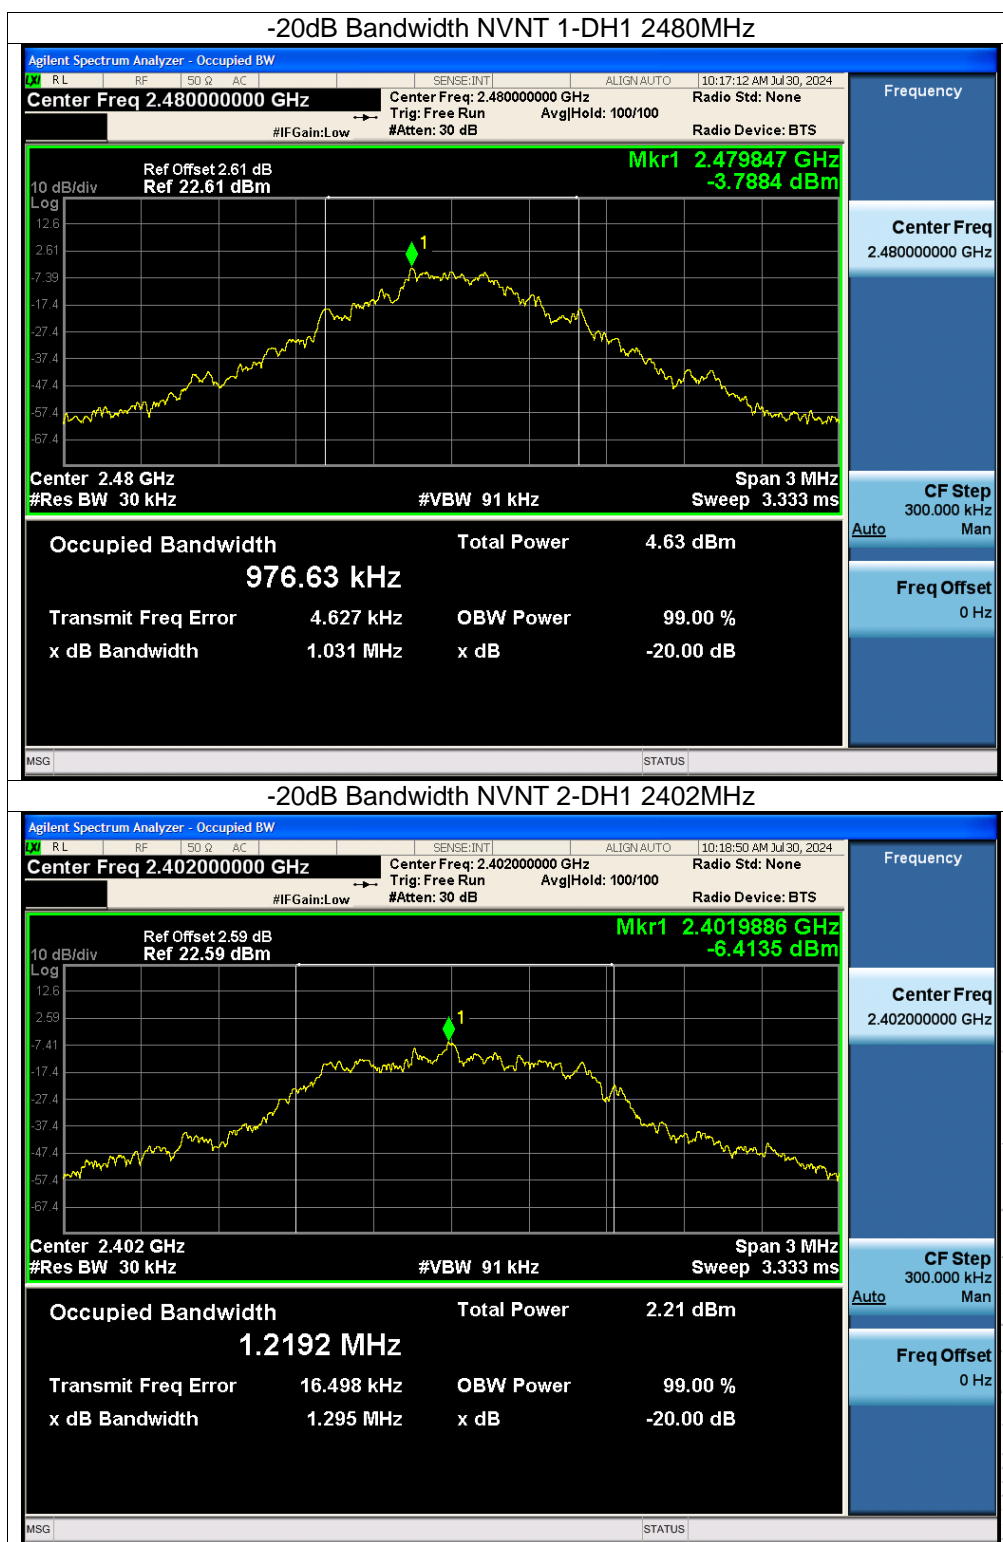 -20dB Bandwidth NVNT 1-DH1 2480MHz
Agilent Spectrum Analyzer - Occupied BW
LXI RL RF 50 Ω AC SENSE:INT ALIGN AUTO 10:17:12 AM Jul 30, 2024
Center Freq 2.480000000 GHz Center Freq: 2.480000000 GHz Radio Std: None Frequency
Trig: Free Run Avg|Hold: 100/100
#IFGain:Low #Atten: 30 dB Radio Device: BTS
Mkr1 2.479847 GHz
-3.7884 dBm
Ref Offset 2.61 dB
10 dB/div Ref 22.61 dBm
Log
12.6
2.61
-7.39
-17.4
-27.4
-37.4
-47.4
-57.4
-67.4
1
Center Freq
2.480000000 GHz
Center 2.48 GHz Span 3 MHz
#Res BW 30 kHz #VBW 91 kHz Sweep 3.333 ms
CF Step
300.000 kHz
Auto Man
Occupied Bandwidth Total Power 4.63 dBm
976.63 kHz
Freq Offset
0 Hz
Transmit Freq Error 4.627 kHz OBW Power 99.00 %
x dB Bandwidth 1.031 MHz x dB -20.00 dB
MSG STATUS
-20dB Bandwidth NVNT 2-DH1 2402MHz
Agilent Spectrum Analyzer - Occupied BW
LXI RL RF 50 Ω AC SENSE:INT ALIGN AUTO 10:18:50 AM Jul 30, 2024
Center Freq 2.402000000 GHz Center Freq: 2.402000000 GHz Radio Std: None Frequency
Trig: Free Run Avg|Hold: 100/100
#IFGain:Low #Atten: 30 dB Radio Device: BTS
Mkr1 2.4019886 GHz
-6.4135 dBm
Ref Offset 2.59 dB
10 dB/div Ref 22.59 dBm
Log
12.6
2.59
-7.41
-17.4
-27.4
-37.4
-47.4
-57.4
-67.4
1
Center Freq
2.402000000 GHz
Center 2.402 GHz Span 3 MHz
#Res BW 30 kHz #VBW 91 kHz Sweep 3.333 ms
CF Step
300.000 kHz
Auto Man
Occupied Bandwidth Total Power 2.21 dBm
1.2192 MHz
Freq Offset
0 Hz
Transmit Freq Error 16.498 kHz OBW Power 99.00 %
x dB Bandwidth 1.295 MHz x dB -20.00 dB
MSG STATUS